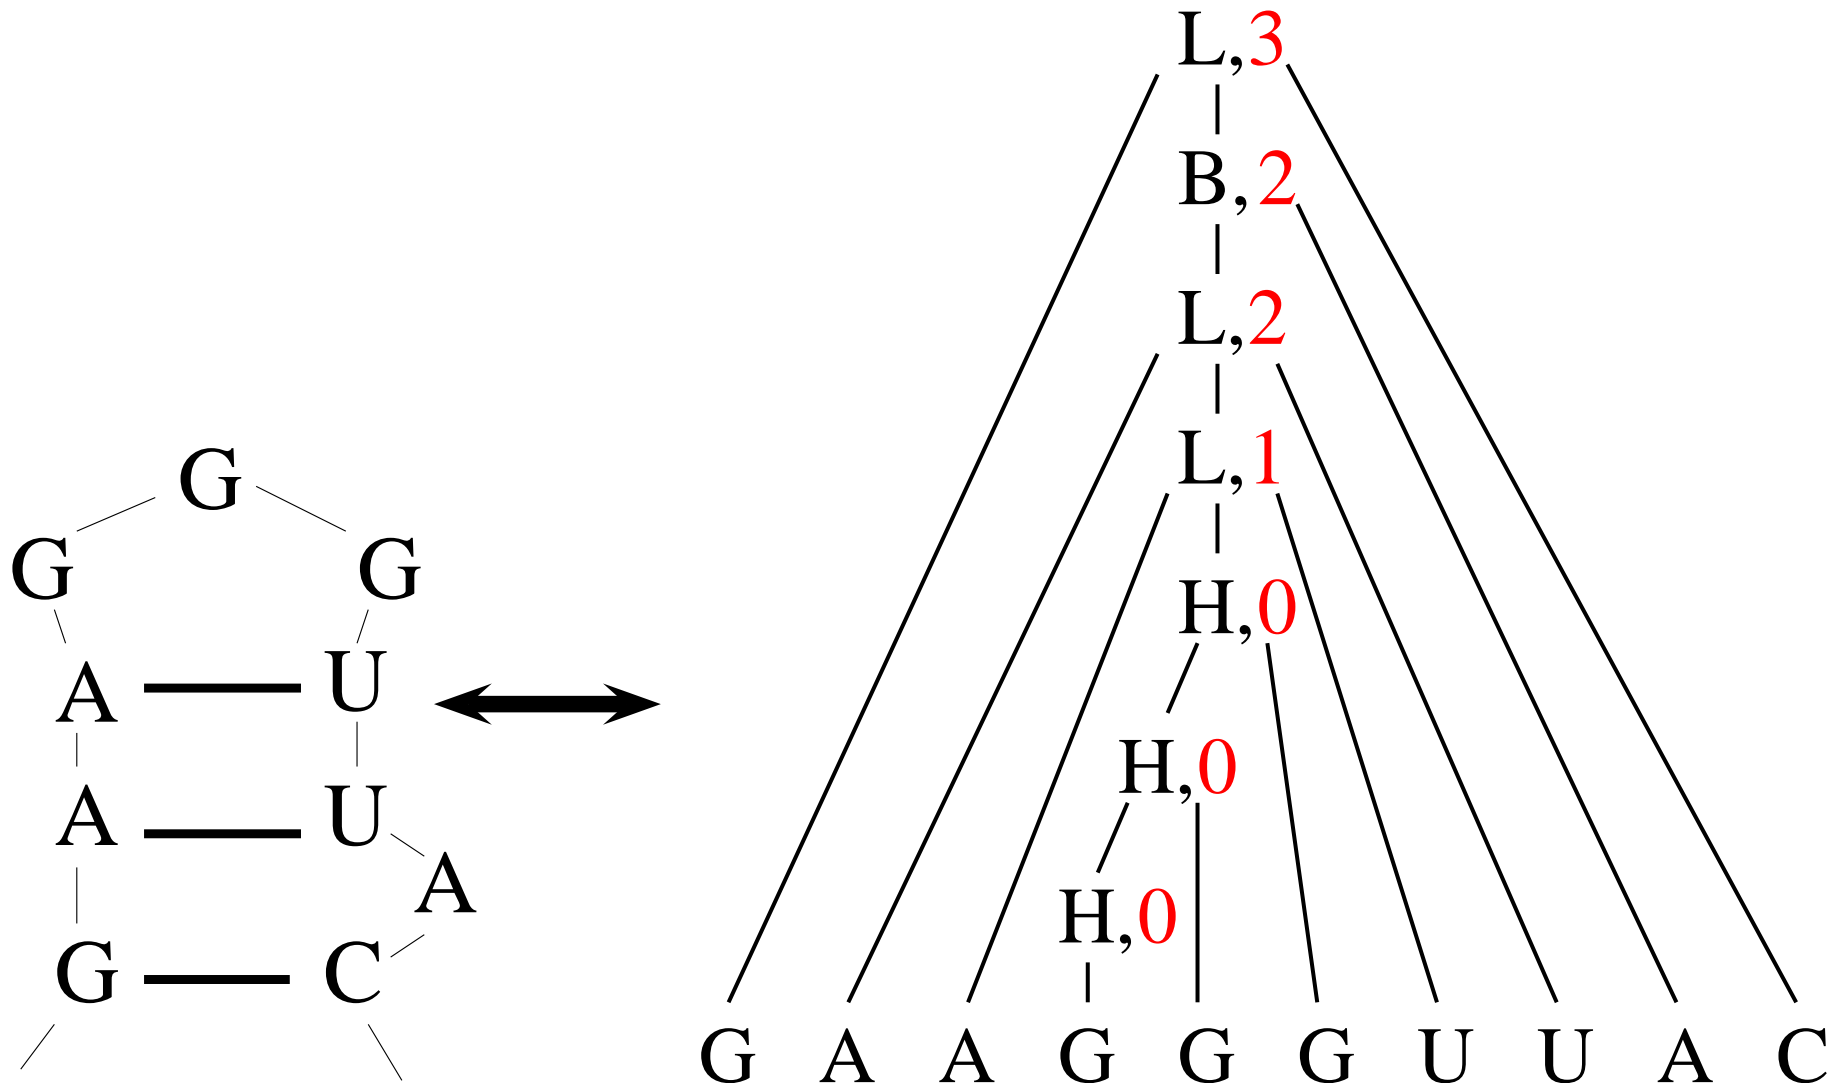 L,3
B,2
L,2
L,1
G
G G
H,0
A U
H,0
A U
A
H,0
G C
G A A G G G U U A C